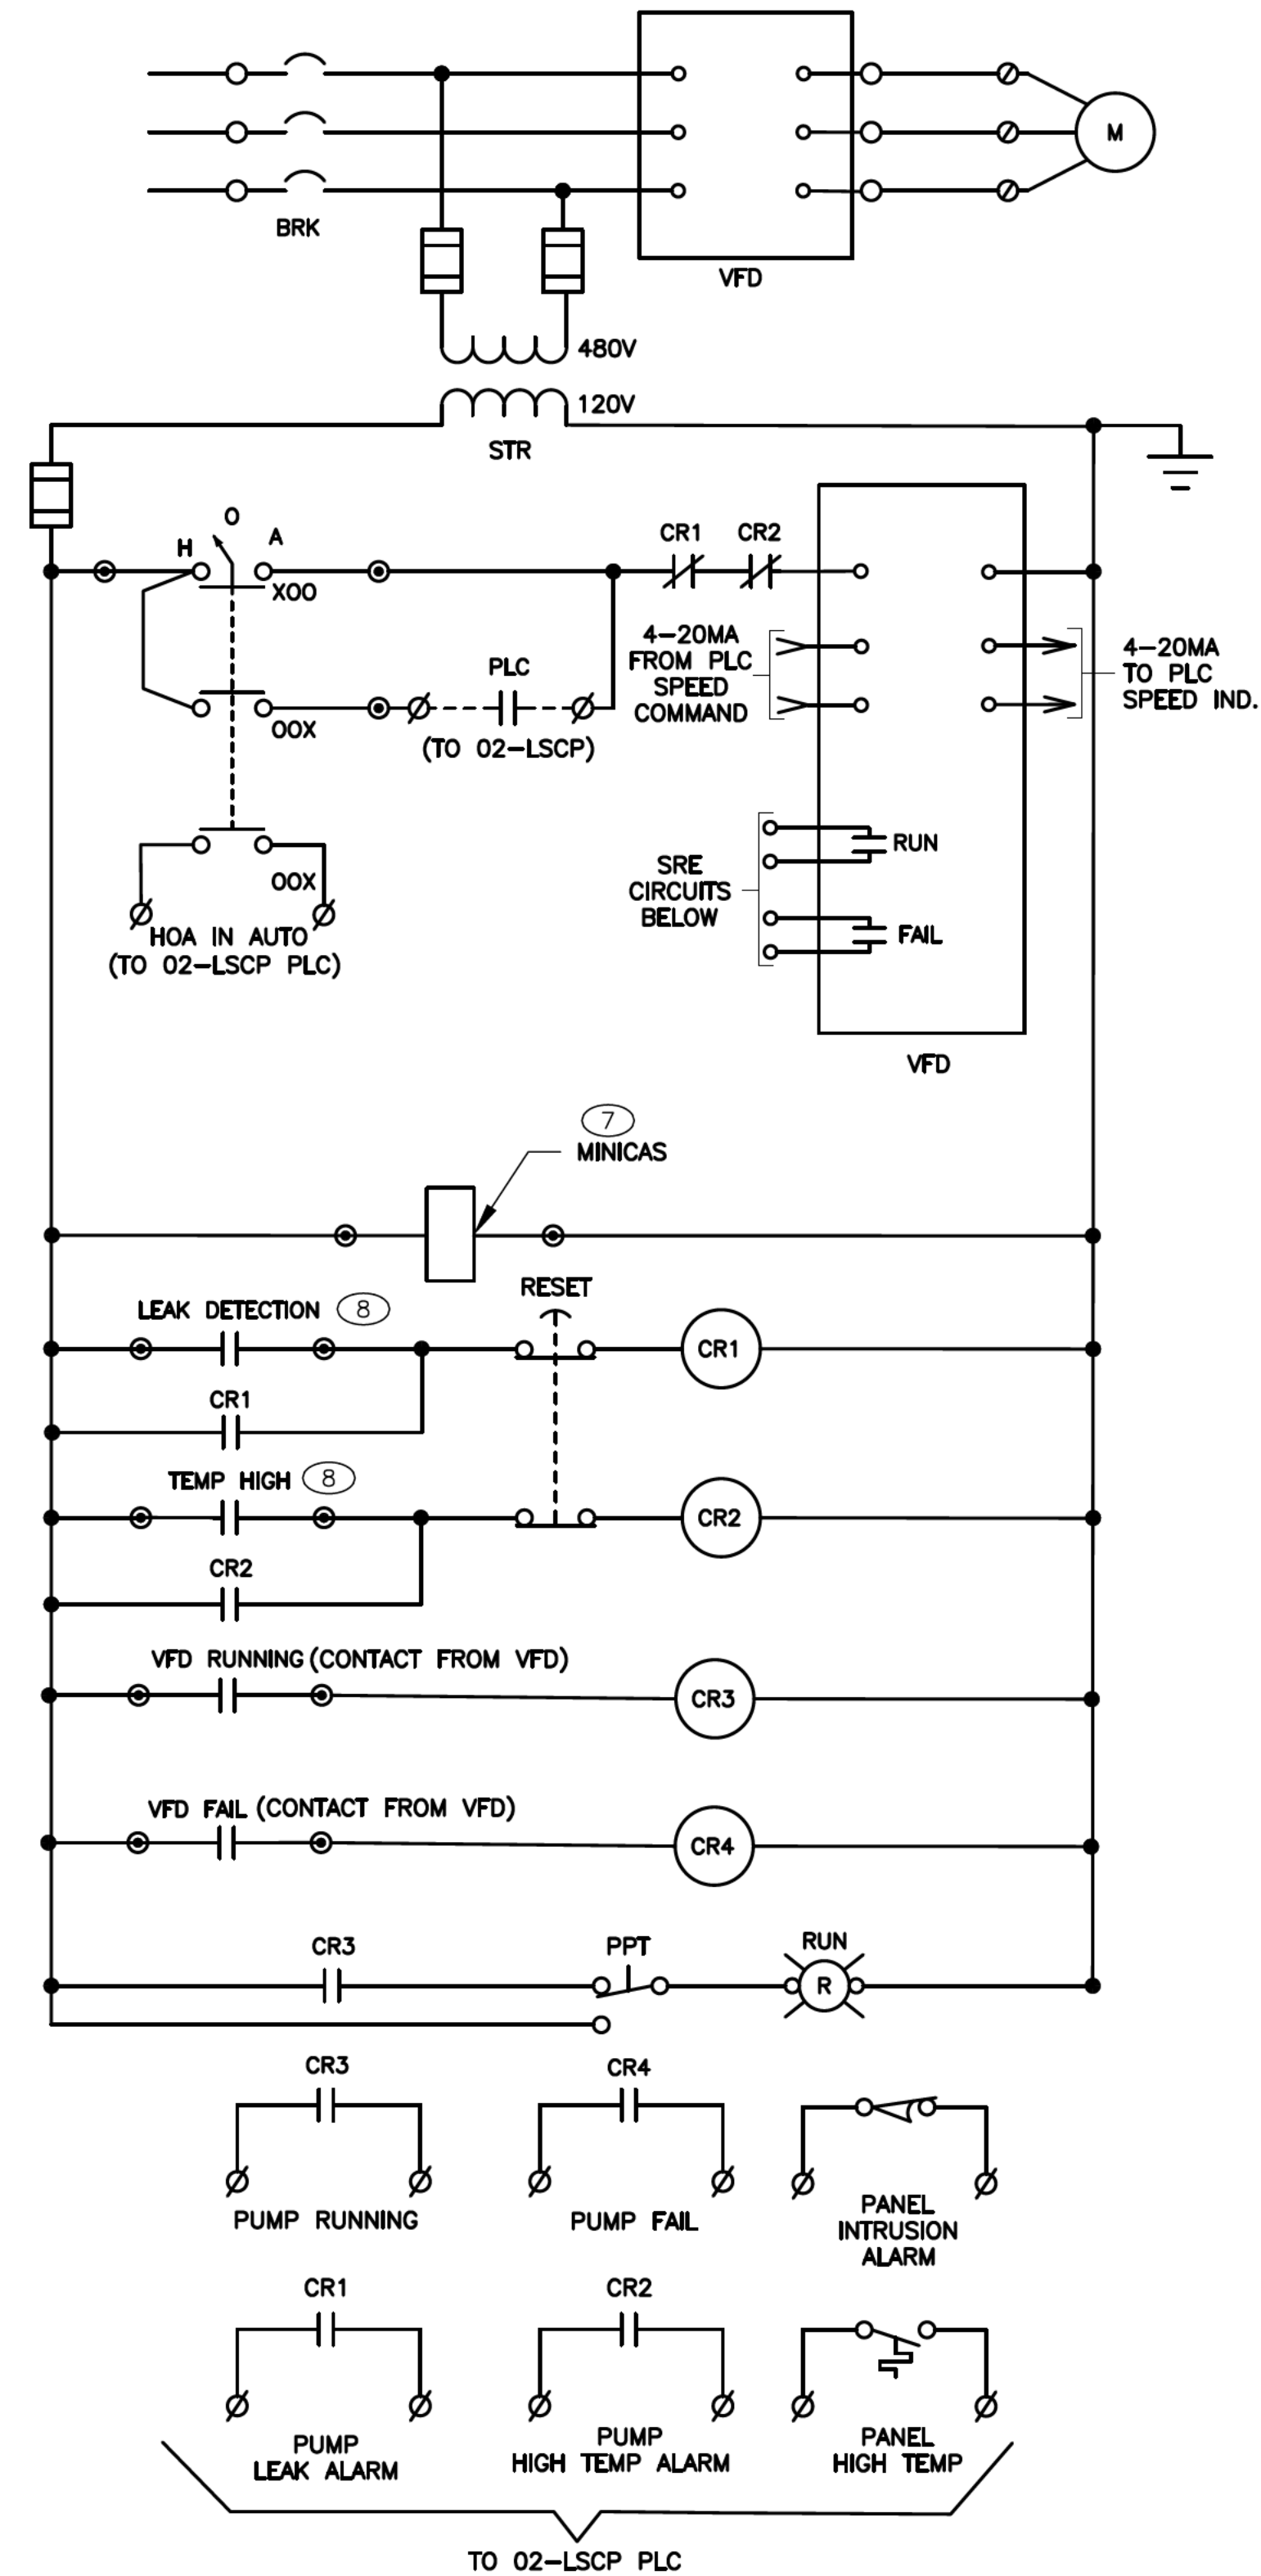 M
BRK
VFD
480V
120V
STR
O
H
A
XOO
CR1
CR2
4-20MA
FROM PLC
SPEED
COMMAND
4-20MA
TO PLC
SPEED IND.
PLC
OOX
(TO 02-LSCP)
OOX
HOA IN AUTO
(TO 02-LSCP PLC)
SRE
CIRCUITS
BELOW
RUN
FAIL
VFD
7
MINICAS
RESET
LEAK DETECTION 8
CR1
CR1
TEMP HIGH 8
CR2
CR2
VFD RUNNING (CONTACT FROM VFD)
CR3
VFD FAIL (CONTACT FROM VFD)
CR4
CR3
PPT
RUN
R
CR3
PUMP RUNNING
CR4
PUMP FAIL
PANEL
INTRUSION
ALARM
CR1
PUMP
LEAK ALARM
CR2
PUMP
HIGH TEMP ALARM
PANEL
HIGH TEMP
TO 02-LSCP PLC